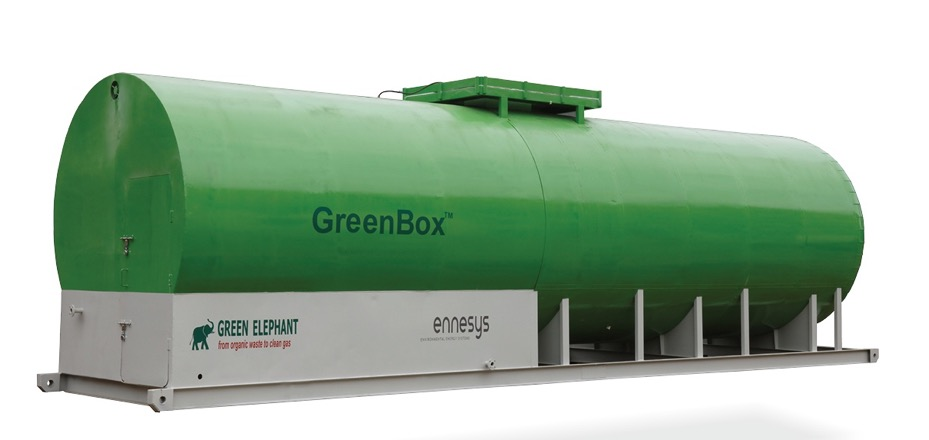 GreenBox™
GREEN ELEPHANT
from organic waste to clean gas
ennesys